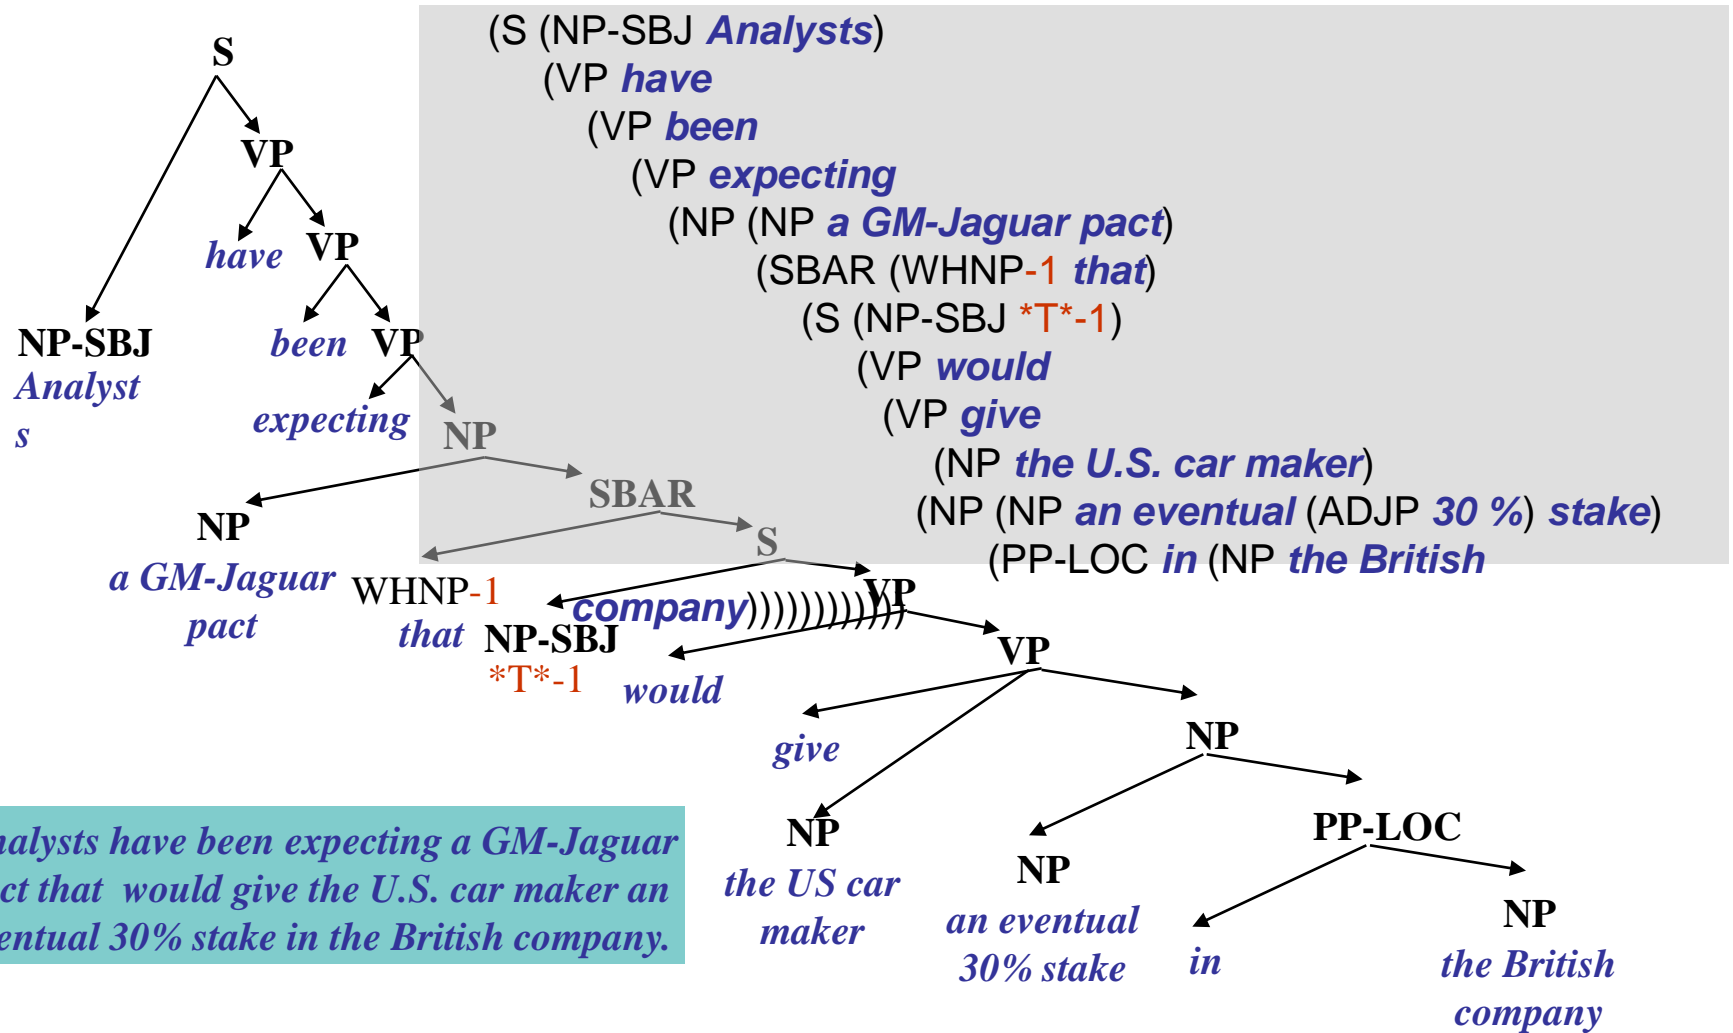 (S (NP-SBJ Analysts)
(VP have
(VP been
(VP expecting
(NP (NP a GM-Jaguar pact)
(SBAR (WHNP-1 that)
(S (NP-SBJ *T*-1)
(VP would
(VP give
(NP the U.S. car maker)
(NP (NP an eventual (ADJP 30 %) stake)
(PP-LOC in (NP the British
company))))))))))))
S
VP
have
VP
NP-SBJ
Analyst
s
been
VP
expecting
NP
NP
a GM-Jaguar
pact
SBAR
WHNP-1
that
S
NP-SBJ
*T*-1
VP
would
VP
give
NP
the US car
maker
NP
NP
an eventual
30% stake
PP-LOC
in
NP
the British
company
nalysts have been expecting a GM-Jaguar
ct that would give the U.S. car maker an
entual 30% stake in the British company.